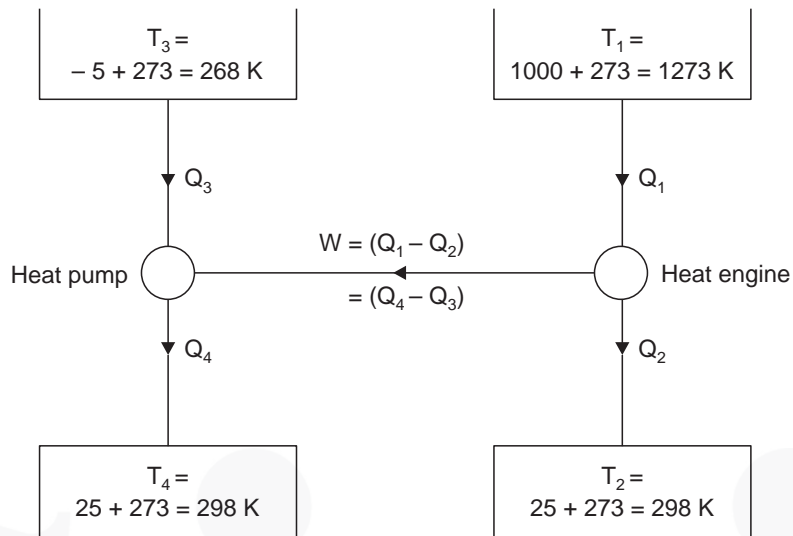 T₃ =
– 5 + 273 = 268 K
T₁ =
1000 + 273 = 1273 K
Q₃
Q₁
W = (Q₁ – Q₂)
Heat pump
Heat engine
= (Q₄ – Q₃)
Q₄
Q₂
T₄ =
25 + 273 = 298 K
T₂ =
25 + 273 = 298 K